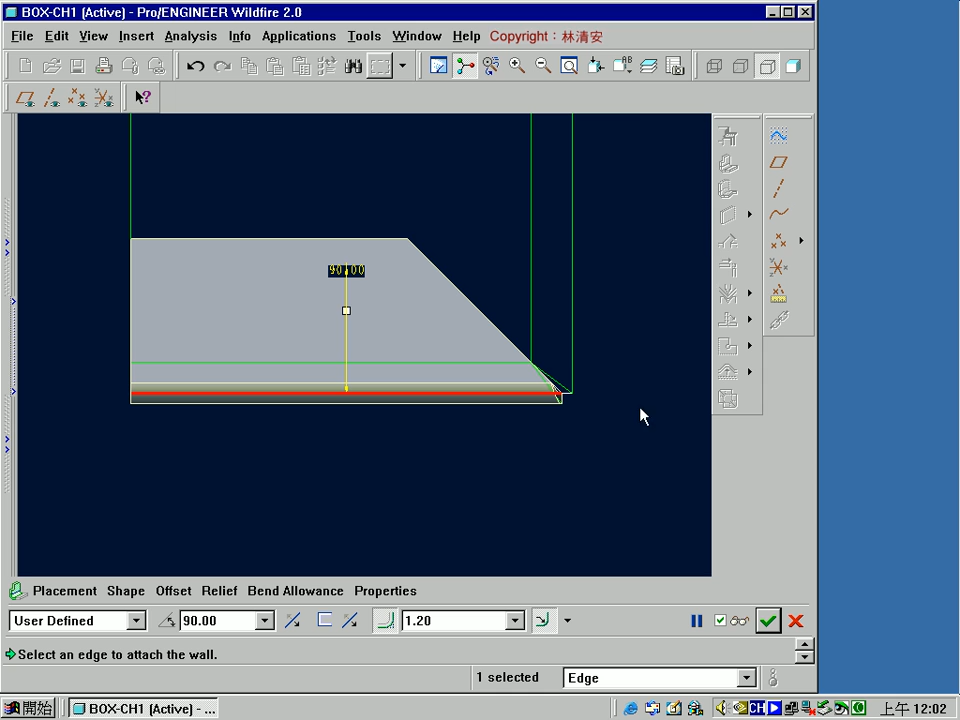 BOX-CH1 (Active) - Pro/ENGINEER Wildfire 2.0
File Edit View Insert Analysis Info Applications Tools Window Help Copyright：林清安
90.00
Placement Shape Offset Relief Bend Allowance Properties
User Defined 90.00 1.20
Select an edge to attach the wall.
1 selected Edge
開始 BOX-CH1 (Active) - ... CH 上午 12:02